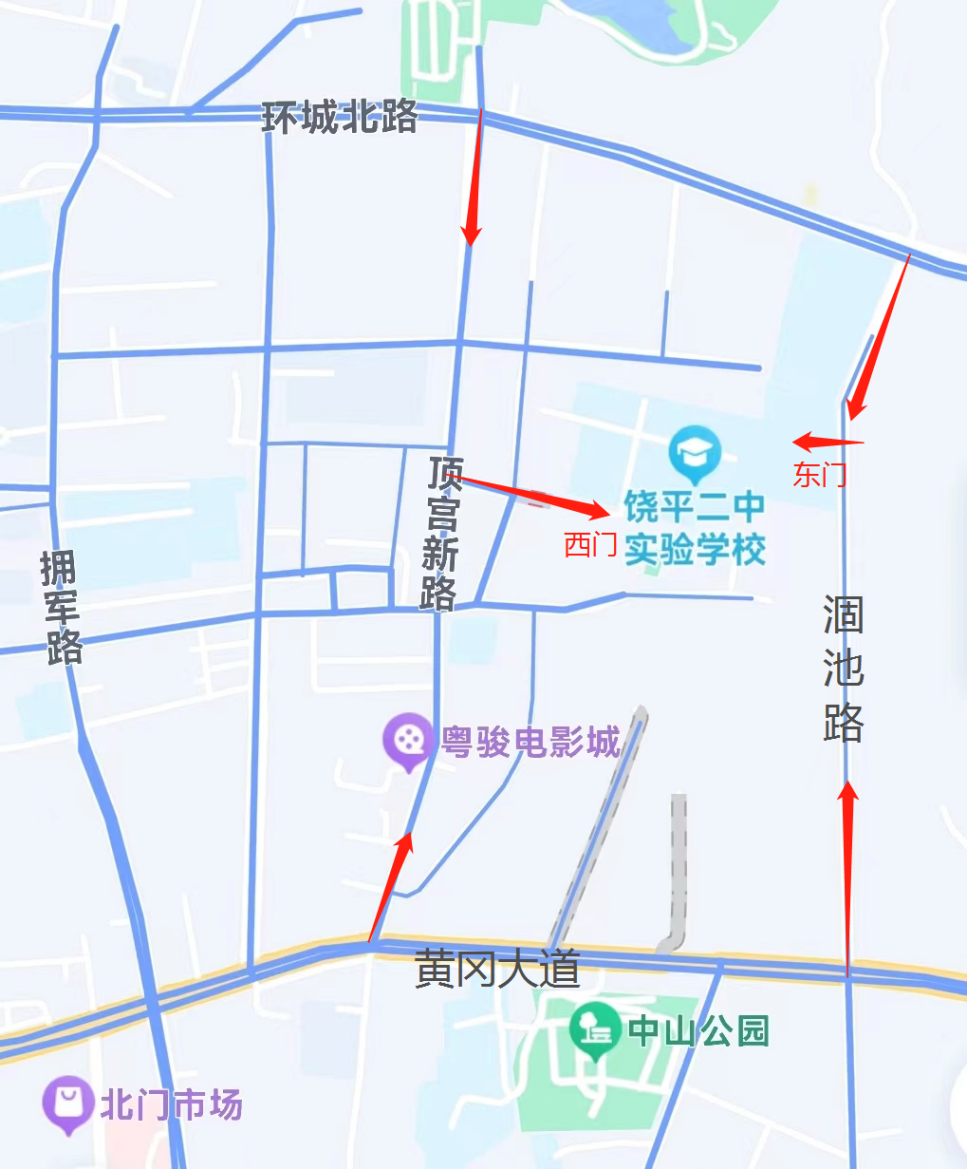 环城北路
顶宫新路
东门
饶平二中
实验学校
西门
拥军路
涸池路
粤骏电影城
黄冈大道
中山公园
北门市场